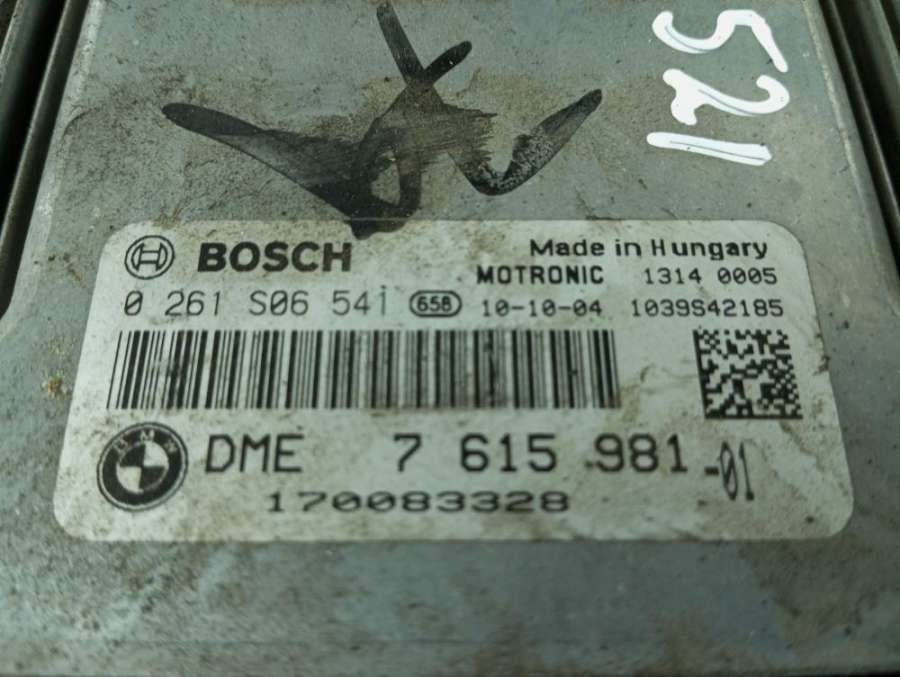 521
BOSCH
Made in Hungary
MOTRONIC 1314 0005
0 261 S06 541 658 10-10-04 1039S42185
BMW
DME 7 615 981 -01
170083328